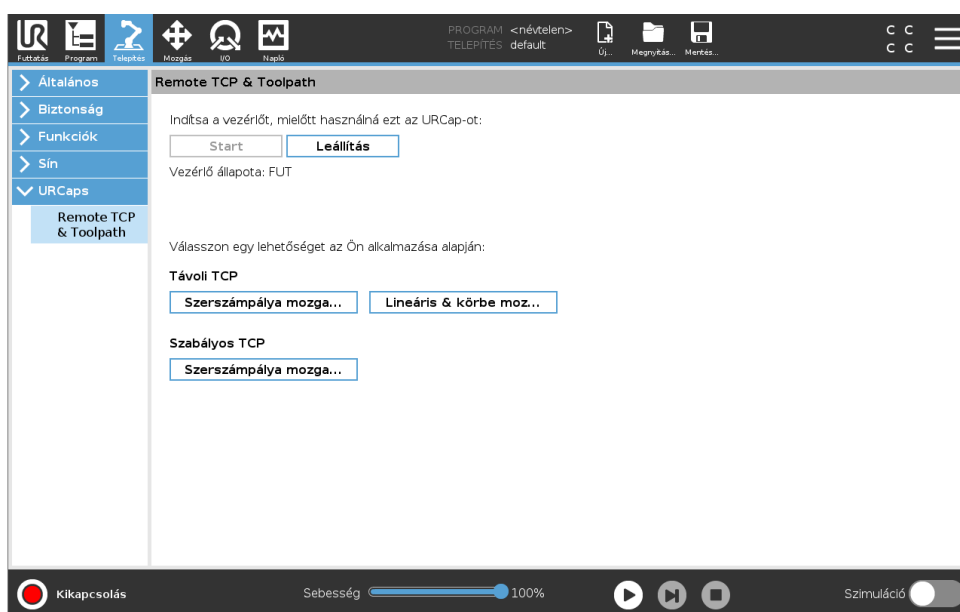 PROGRAM <névtelen>
TELEPÍTÉS default
C C
C C
Futtatás Program Telepítés Mozgás I/O Napló Új... Megnyitás... Mentés...
Általános
Remote TCP & Toolpath
Biztonság
Funkciók
Sín
URCaps
Remote TCP
& Toolpath
Indítsa a vezérlőt, mielőtt használná ezt az URCap-ot:
Start Leállítás
Vezérlő állapota: FUT
Válasszon egy lehetőséget az Ön alkalmazása alapján:
Távoli TCP
Szerszámpálya mozga... Lineáris & körbe moz...
Szabályos TCP
Szerszámpálya mozga...
Kikapcsolás Sebesség 100% Szimuláció